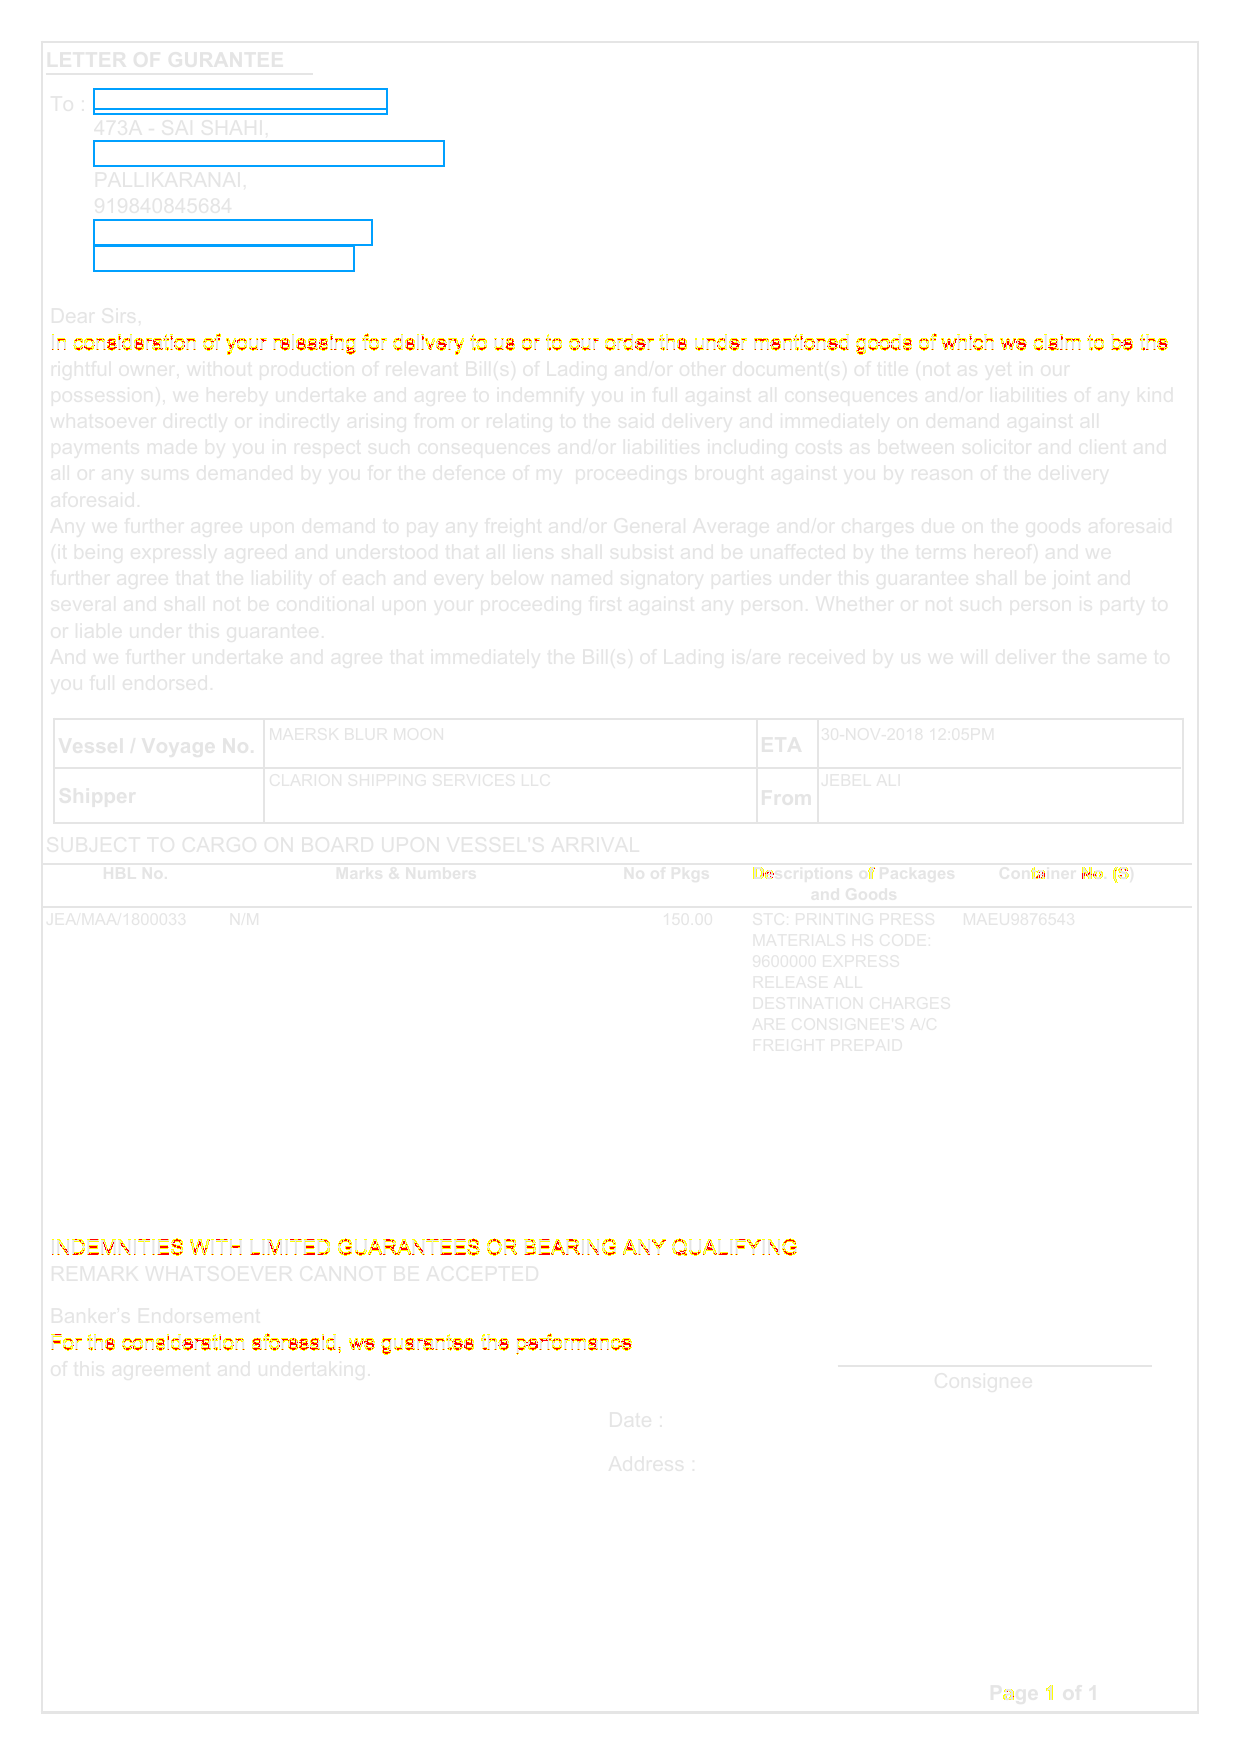 LETTER OF GURANTEE
To :
473A - SAI SHAHI,
PALLIKARANAI,
919840845684
Dear Sirs,
In consideration of your releasing for delivery to us or to our order the under mentioned goods of which we claim to be the
rightful owner, without production of relevant Bill(s) of Lading and/or other document(s) of title (not as yet in our
possession), we hereby undertake and agree to indemnify you in full against all consequences and/or liabilities of any kind
whatsoever directly or indirectly arising from or relating to the said delivery and immediately on demand against all
payments made by you in respect such consequences and/or liabilities including costs as between solicitor and client and
all or any sums demanded by you for the defence of my proceedings brought against you by reason of the delivery
aforesaid.
Any we further agree upon demand to pay any freight and/or General Average and/or charges due on the goods aforesaid
(it being expressly agreed and understood that all liens shall subsist and be unaffected by the terms hereof) and we
further agree that the liability of each and every below named signatory parties under this guarantee shall be joint and
several and shall not be conditional upon your proceeding first against any person. Whether or not such person is party to
or liable under this guarantee.
And we further undertake and agree that immediately the Bill(s) of Lading is/are received by us we will deliver the same to
you full endorsed.
Vessel / Voyage No. MAERSK BLUR MOON ETA 30-NOV-2018 12:05PM
Shipper CLARION SHIPPING SERVICES LLC From JEBEL ALI
SUBJECT TO CARGO ON BOARD UPON VESSEL'S ARRIVAL
HBL No. Marks & Numbers No of Pkgs Descriptions of Packages Container No. (S)
and Goods
JEA/MAA/1800033 N/M 150.00 STC: PRINTING PRESS MAEU9876543
MATERIALS HS CODE:
9600000 EXPRESS
RELEASE ALL
DESTINATION CHARGES
ARE CONSIGNEE'S A/C
FREIGHT PREPAID
INDEMNITIES WITH LIMITED GUARANTEES OR BEARING ANY QUALIFYING
REMARK WHATSOEVER CANNOT BE ACCEPTED
Banker's Endorsement
For the consideration aforesaid, we guarantee the performance
of this agreement and undertaking.
Consignee
Date :
Address :
Page 1 of 1